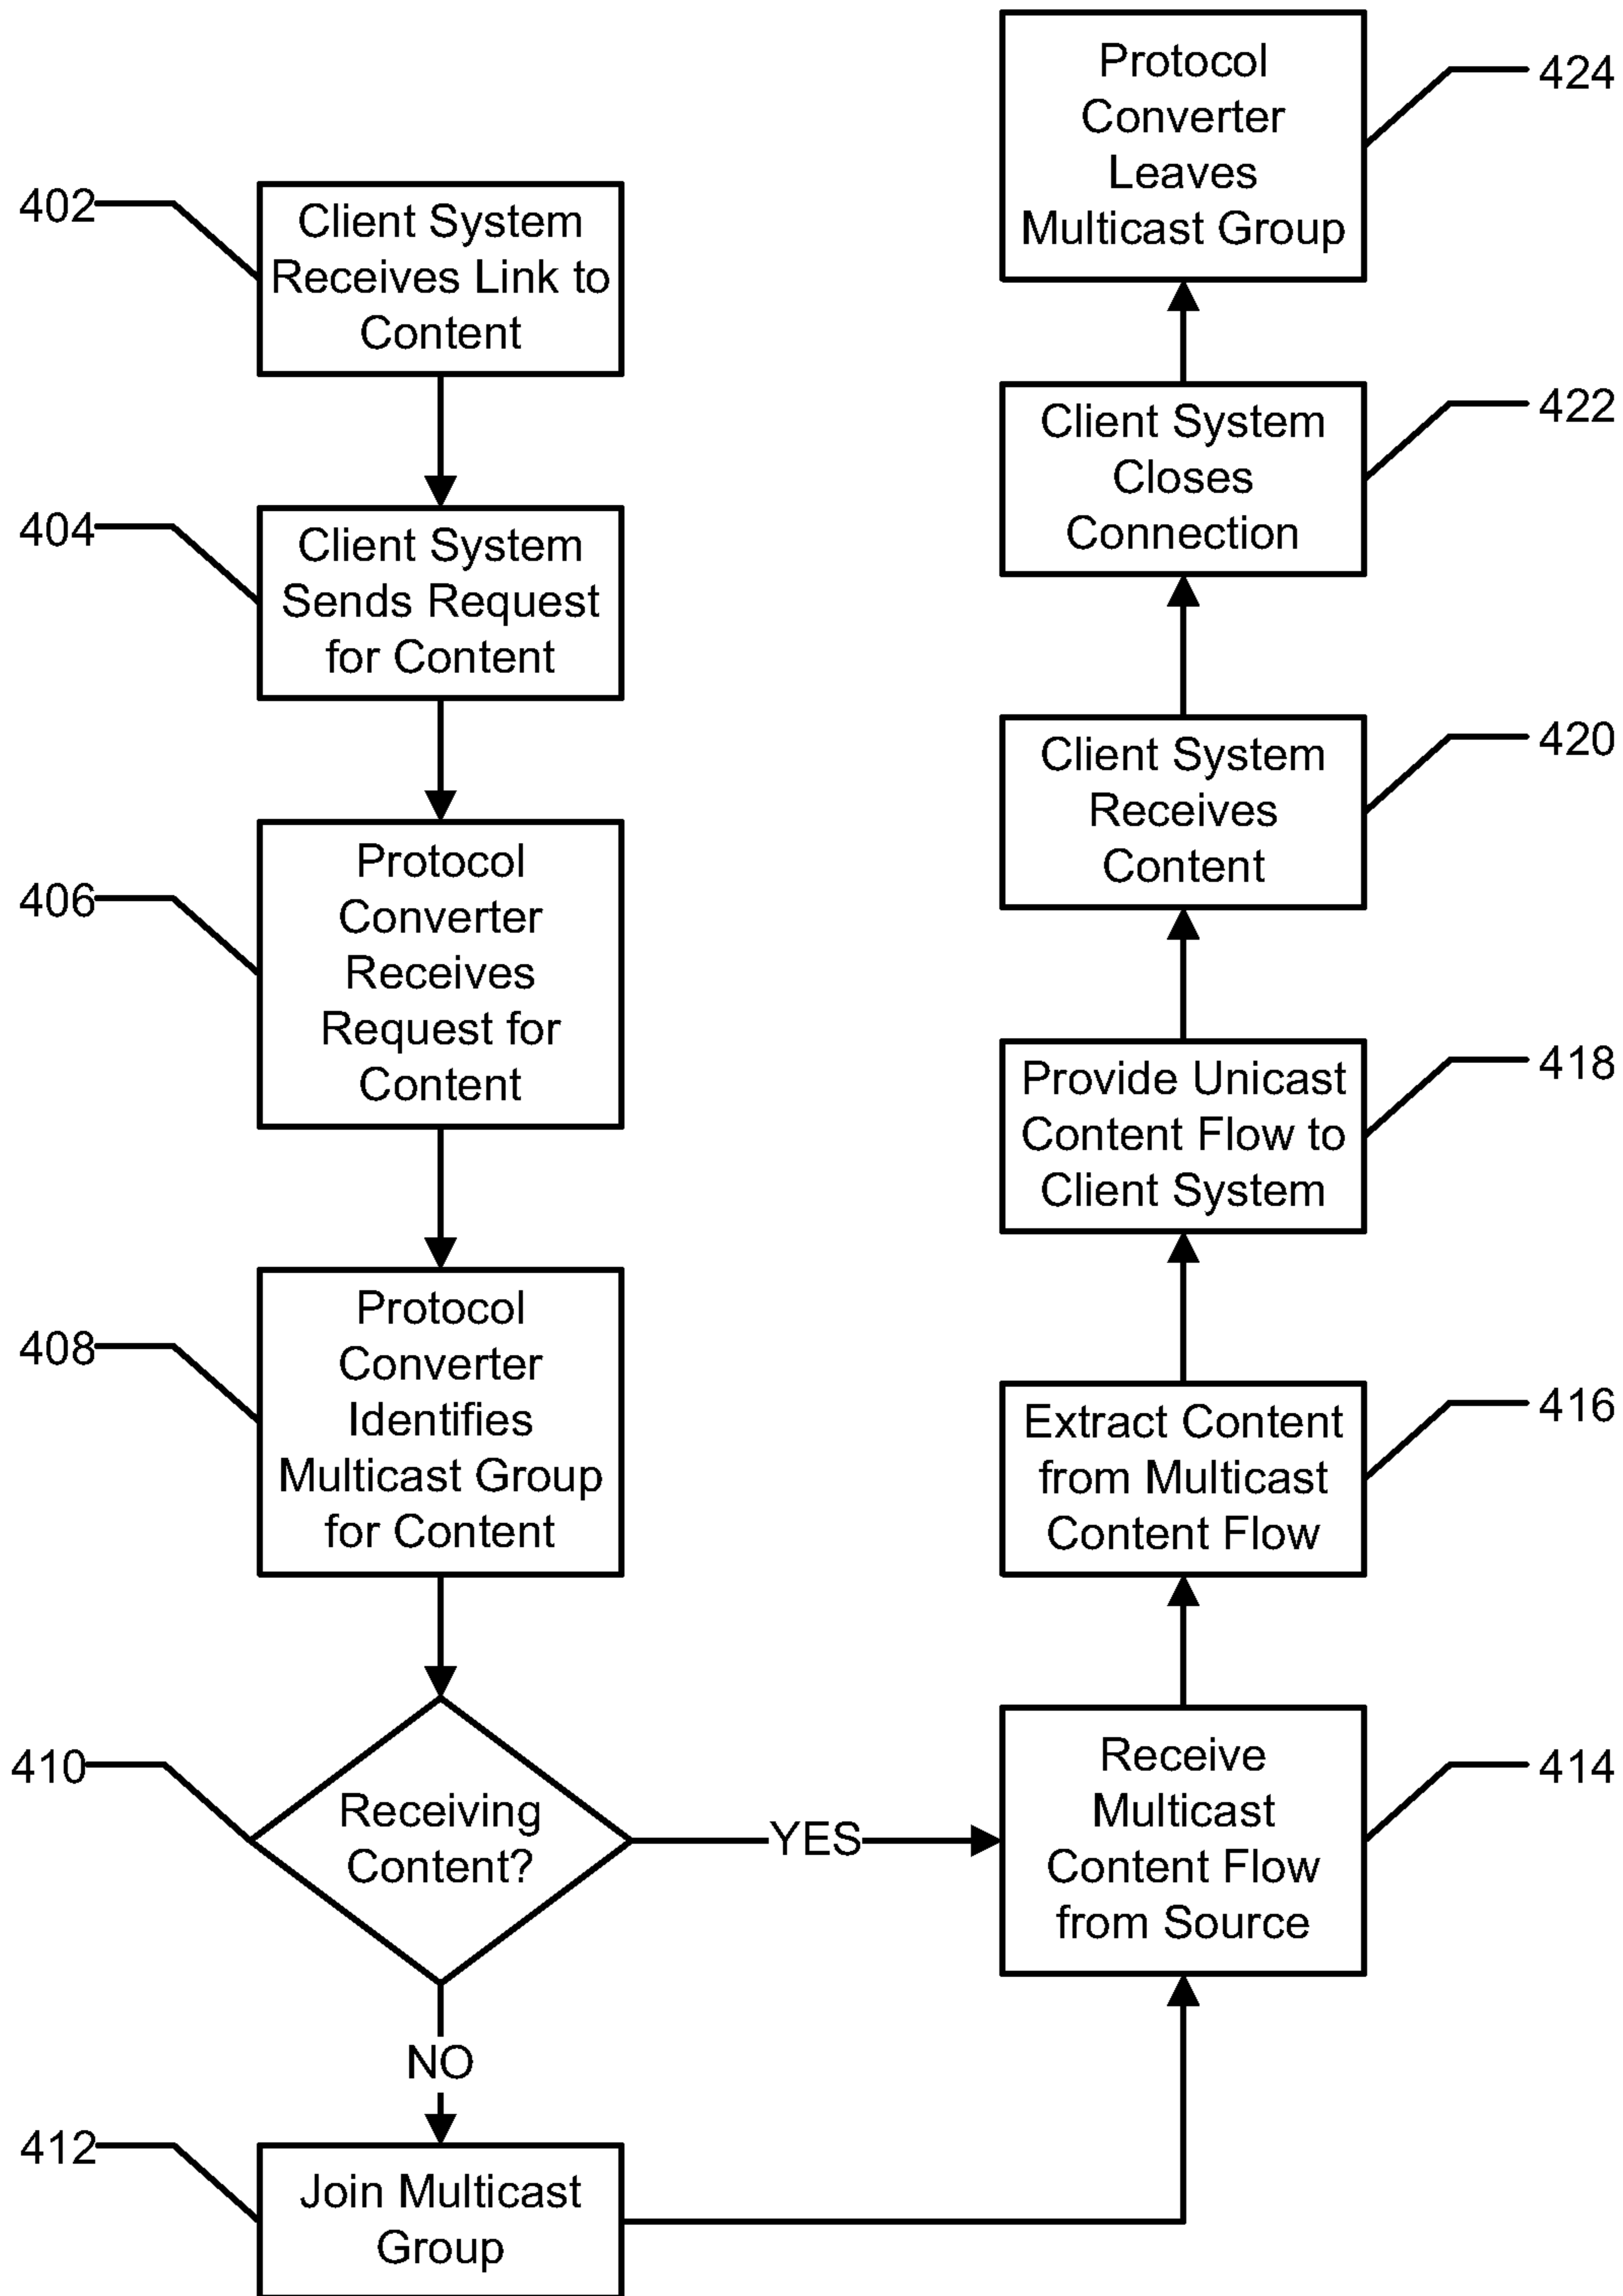 402
Client System
Receives Link to
Content
404
Client System
Sends Request
for Content
406
Protocol
Converter
Receives
Request for
Content
408
Protocol
Converter
Identifies
Multicast Group
for Content
410
Receiving
Content?
YES
NO
412
Join Multicast
Group
Receive
Multicast
Content Flow
from Source
414
Extract Content
from Multicast
Content Flow
416
Provide Unicast
Content Flow to
Client System
418
Client System
Receives
Content
420
Client System
Closes
Connection
422
Protocol
Converter
Leaves
Multicast Group
424